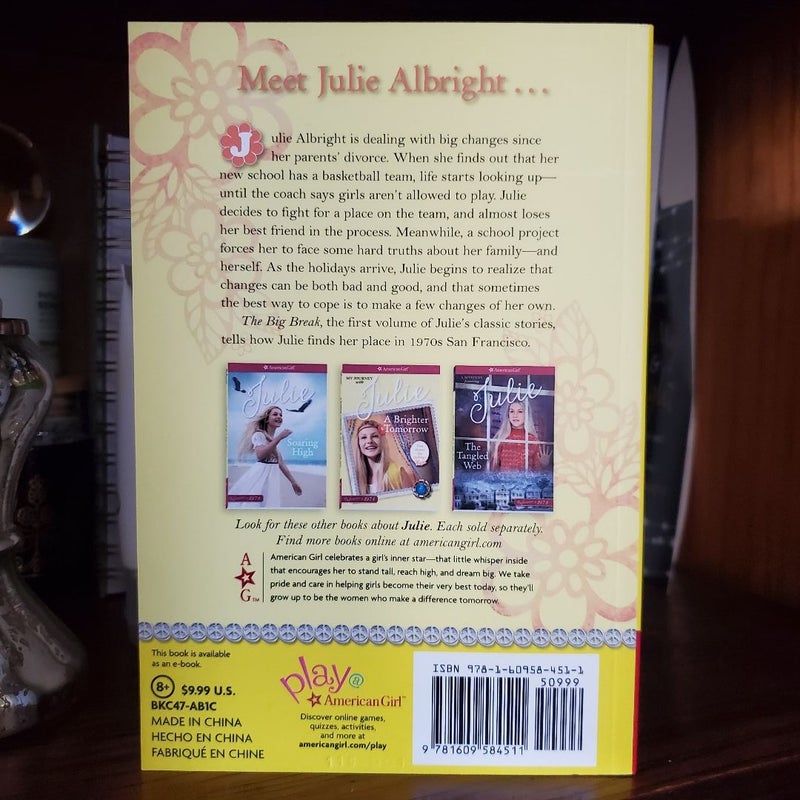 Meet Julie Albright...
Julie Albright is dealing with big changes since
her parents' divorce. When she finds out that her
new school has a basketball team, life starts looking up—
until the coach says girls aren't allowed to play. Julie
decides to fight for a place on the team, and almost loses
her best friend in the process. Meanwhile, a school project
forces her to face some hard truths about her family—and
herself. As the holidays arrive, Julie begins to realize that
changes can be both bad and good, and that sometimes
the best way to cope is to make a few changes of her own.
The Big Break, the first volume of Julie's classic stories,
tells how Julie finds her place in 1970s San Francisco.
American Girl
Julie
Soaring
High
American Girl
MY JOURNEY with
Julie
A Brighter
Tomorrow
American Girl
Julie
The
Tangled
Web
Look for these other books about Julie. Each sold separately.
Find more books online at americangirl.com
A
G™
American Girl celebrates a girl's inner star—that little whisper inside
that encourages her to stand tall, reach high, and dream big. We take
pride and care in helping girls become their very best today, so they'll
grow up to be the women who make a difference tomorrow.
This book is available
as an e-book.
8+ $9.99 U.S.
BKC47-AB1C
MADE IN CHINA
HECHO EN CHINA
FABRIQUÉ EN CHINE
play@
American Girl™
Discover online games,
quizzes, activities,
and more at
americangirl.com/play
ISBN 978-1-60958-451-1
50999
9 781609 584511